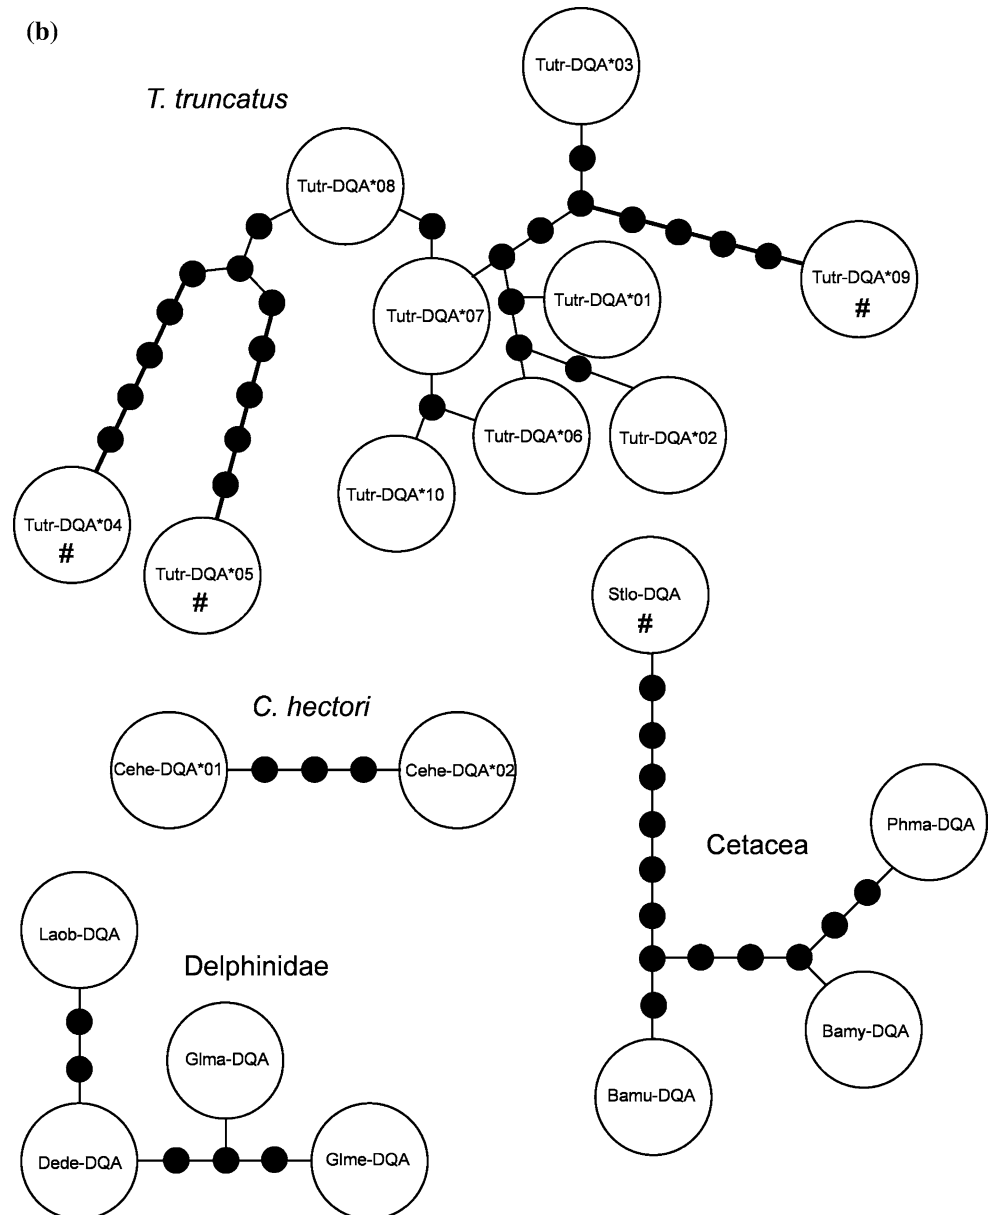 (b)
T. truncatus
Tutr-DQA*03
Tutr-DQA*08
Tutr-DQA*09
#
Tutr-DQA*01
Tutr-DQA*07
Tutr-DQA*06
Tutr-DQA*02
Tutr-DQA*10
Tutr-DQA*04
#
Tutr-DQA*05
#
Stlo-DQA
#
C. hectori
Cehe-DQA*01
Cehe-DQA*02
Cetacea
Phma-DQA
Bamy-DQA
Bamu-DQA
Laob-DQA
Delphinidae
Glma-DQA
Dede-DQA
Glme-DQA